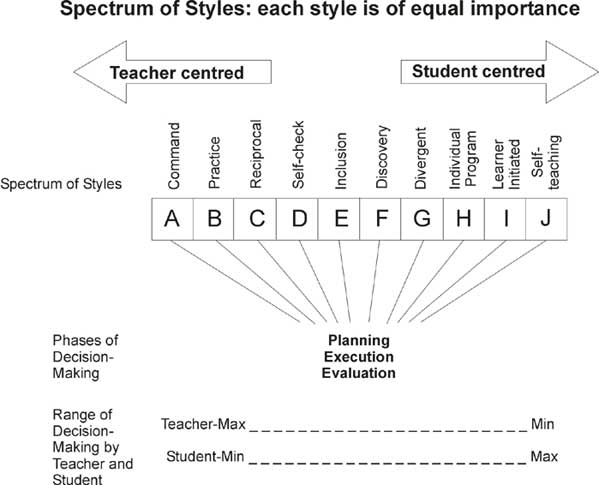 Spectrum of Styles: each style is of equal importance
Teacher centred
Student centred
Command
Practice
Reciprocal
Self-check
Inclusion
Discovery
Divergent
Individual
Program
Learner
Initiated
Self-
teaching
Spectrum of Styles
A B C D E F G H I J
Phases of
Decision-
Making
Planning
Execution
Evaluation
Range of
Decision-
Making by
Teacher and
Student
Teacher-Max Min
Student-Min Max